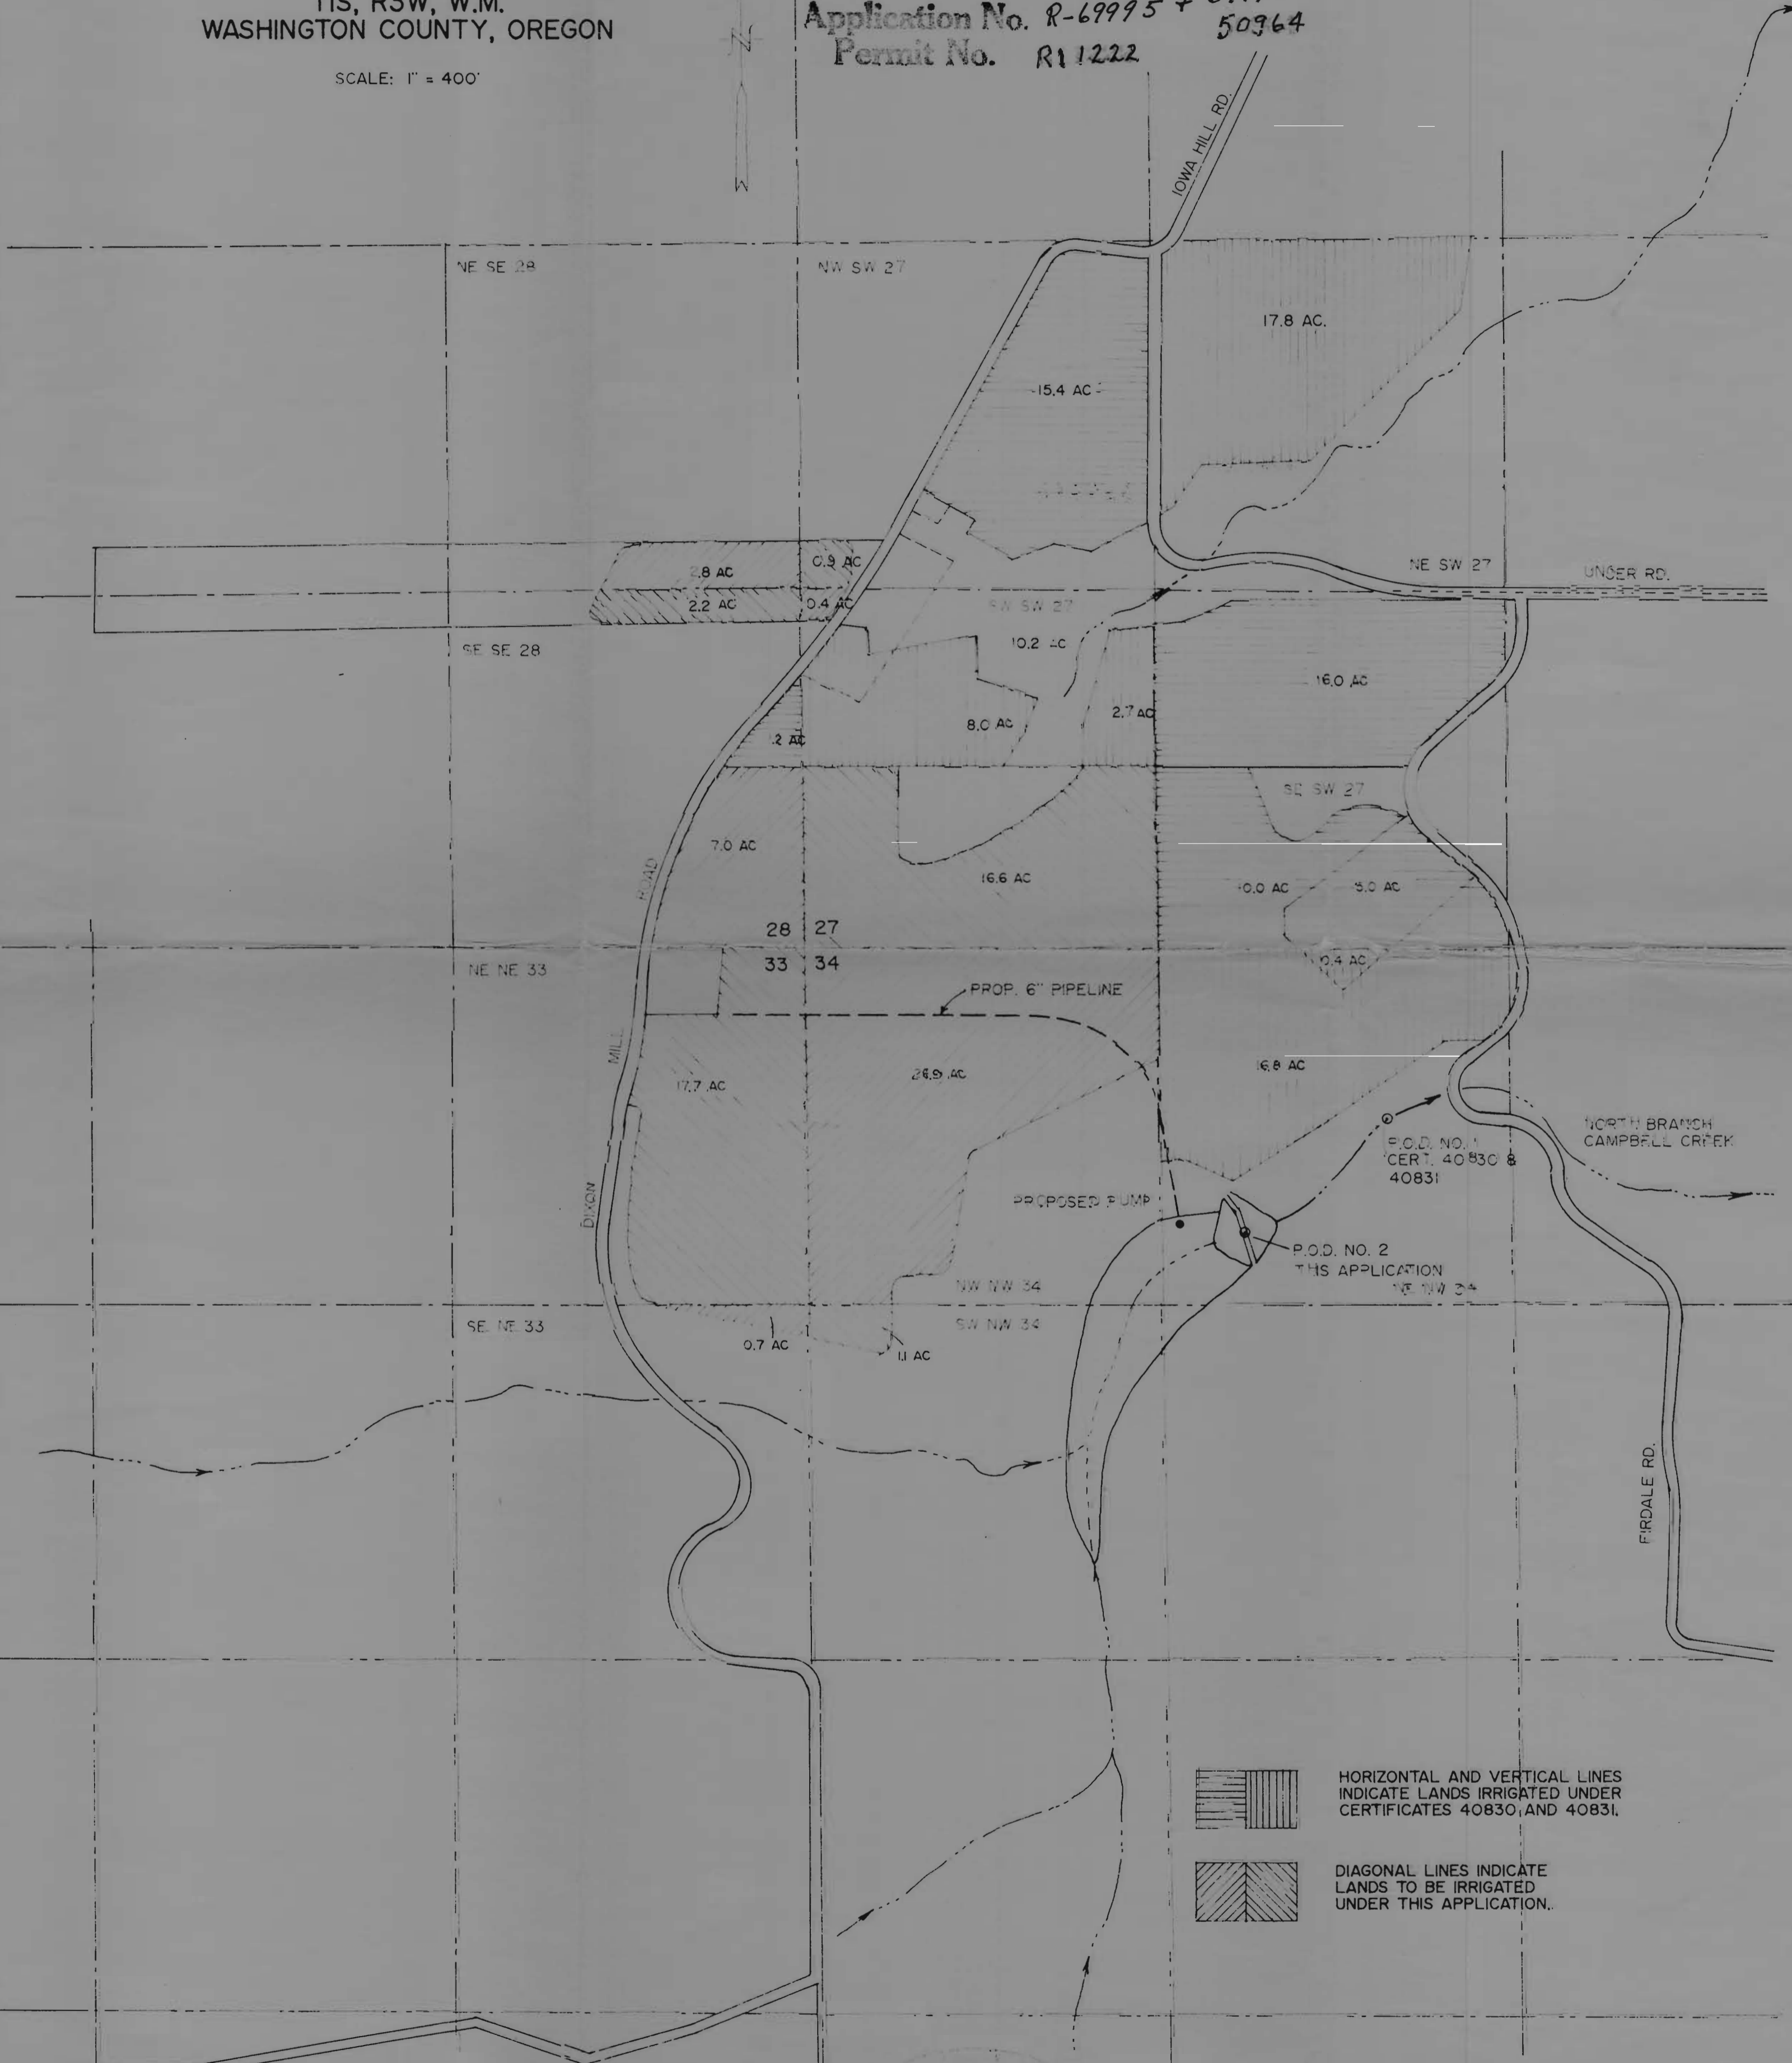 T1S, R3W, W.M.
WASHINGTON COUNTY, OREGON
SCALE: 1" = 400'
Application No. R-69995 +
50964
Permit No. R11222
N
IOWA HILL RD.
NE SE 28
NW SW 27
17.8 AC.
15.4 AC
0.9 AC
2.8 AC
2.2 AC
0.4 AC
NE SW 27
UNGER RD.
SW SW 27
SE SE 28
10.2 AC
16.0 AC
8.0 AC
2.7 AC
.2 AC
SE SW 27
7.0 AC
ROAD
16.6 AC
10.0 AC
5.0 AC
28 27
33 34
NE NE 33
0.4 AC
PROP. 6" PIPELINE
MILL
17.7 AC
26.9 AC
16.8 AC
NORTH BRANCH
CAMPBELL CREEK
P.O.D. NO. 1
CERT. 40830 &
40831
DIXON
PROPOSED PUMP
P.O.D. NO. 2
THIS APPLICATION
NE NW 34
NW NW 34
SE NE 33
SW NW 34
0.7 AC
1.1 AC
FIRDALE RD.
HORIZONTAL AND VERTICAL LINES
INDICATE LANDS IRRIGATED UNDER
CERTIFICATES 40830 AND 40831.
DIAGONAL LINES INDICATE
LANDS TO BE IRRIGATED
UNDER THIS APPLICATION.